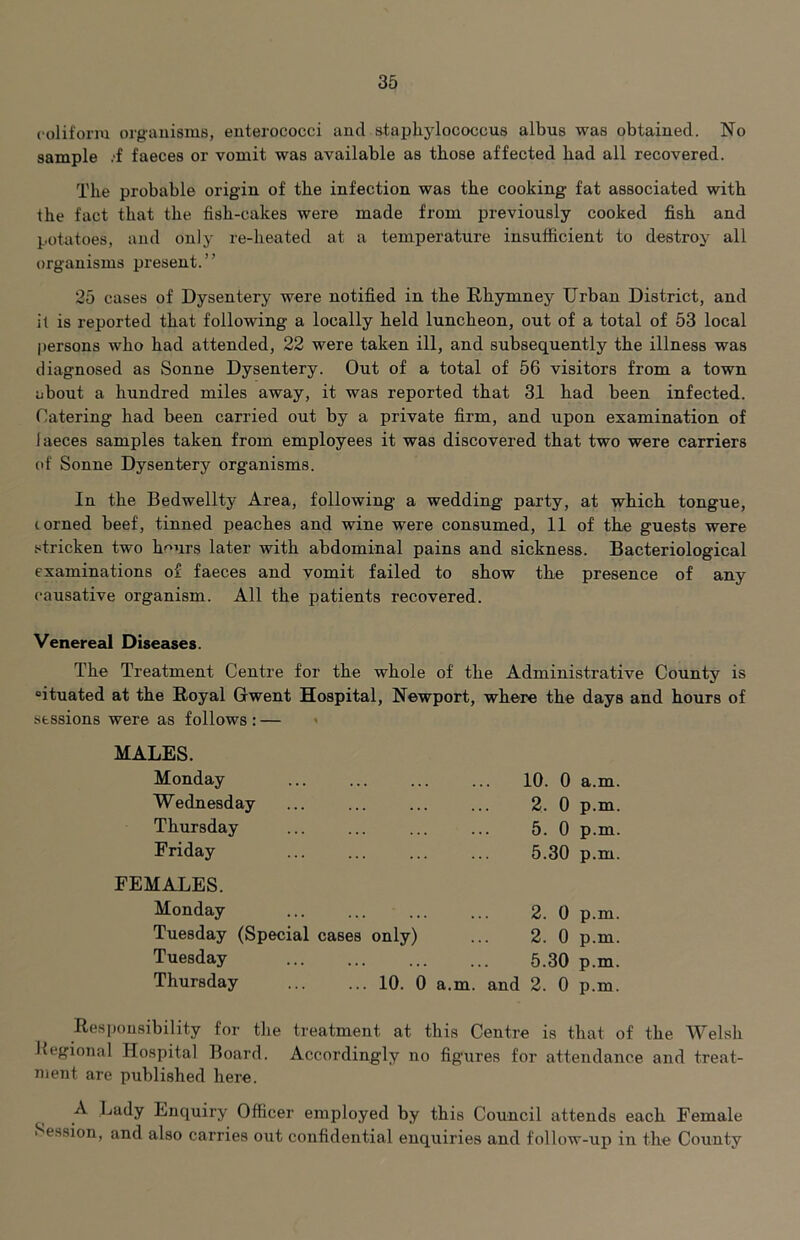 35
coliform organisms, enterococci and staphylococcus albus was obtained. No
sample of faeces or vomit was available as those affected had all recovered.
The probable origin of the infection was the cooking fat associated with
the fact that the fish-cakes were made from previously cooked fish and
potatoes, and only re-heated at a temperature insufficient to destroy all
organisms present.”
25 cases of Dysentery were notified in the Rhymney Urban District, and
it is reported that following a locally held luncheon, out of a total of 53 local
persons who had attended, 22 were taken ill, and subsequently the illness was
diagnosed as Sonne Dysentery. Out of a total of 56 visitors from a town
about a hundred miles away, it was reported that 31 had been infected.
Catering had been carried out by a private firm, and upon examination of
faeces samples taken from employees it was discovered that two were carriers
of Sonne Dysentery organisms.
In the Bedwellty Area, following a wedding party, at which tongue,
corned beef, tinned peaches and wine were consumed, 11 of the guests were
stricken two hours later with abdominal pains and sickness. Bacteriological
examinations of faeces and vomit failed to show the presence of any
causative organism. All the patients recovered.
Venereal Diseases.
The Treatment Centre for the whole of the Administrative County is
situated at the Royal Gwent Hospital, Newport, where the days and hours of
sessions were as follows:—
MALES.
Monday ... ... ... ... 10. 0 a.m.
Wednesday ... ... ... ... 2. 0 p.m.
Thursday ... ... ... ... 5. 0 p.m.
Friday ... ... ... ... 5.30 p.m.
FEMALES.
Monday ... ... ... ... 2. 0 p.m.
Tuesday (Special cases only) ... 2. 0 p.m.
Tuesday ... ... ... ... 5.30 p.m.
Thursday ... ... 10. 0 a.m. and 2. 0 p.m.
Responsibility for the treatment at this Centre is that of the Welsh
Regional Hospital Board. Accordingly no figures for attendance and treat-
ment are published here.
A Lady Enquiry Officer employed by this Council attends each Female
Session, and also carries out confidential enquiries and follow-up in the County